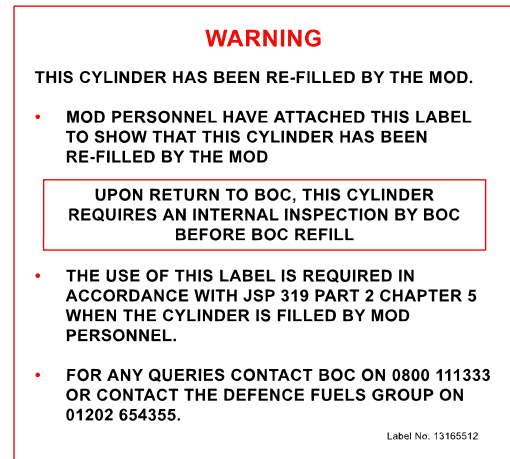 WARNING
THIS CYLINDER HAS BEEN RE-FILLED BY THE MOD.
• MOD PERSONNEL HAVE ATTACHED THIS LABEL
TO SHOW THAT THIS CYLINDER HAS BEEN
RE-FILLED BY THE MOD
UPON RETURN TO BOC, THIS CYLINDER
REQUIRES AN INTERNAL INSPECTION BY BOC
BEFORE BOC REFILL
• THE USE OF THIS LABEL IS REQUIRED IN
ACCORDANCE WITH JSP 319 PART 2 CHAPTER 5
WHEN THE CYLINDER IS FILLED BY MOD
PERSONNEL.
• FOR ANY QUERIES CONTACT BOC ON 0800 111333
OR CONTACT THE DEFENCE FUELS GROUP ON
01202 654355.
Label No. 13165512